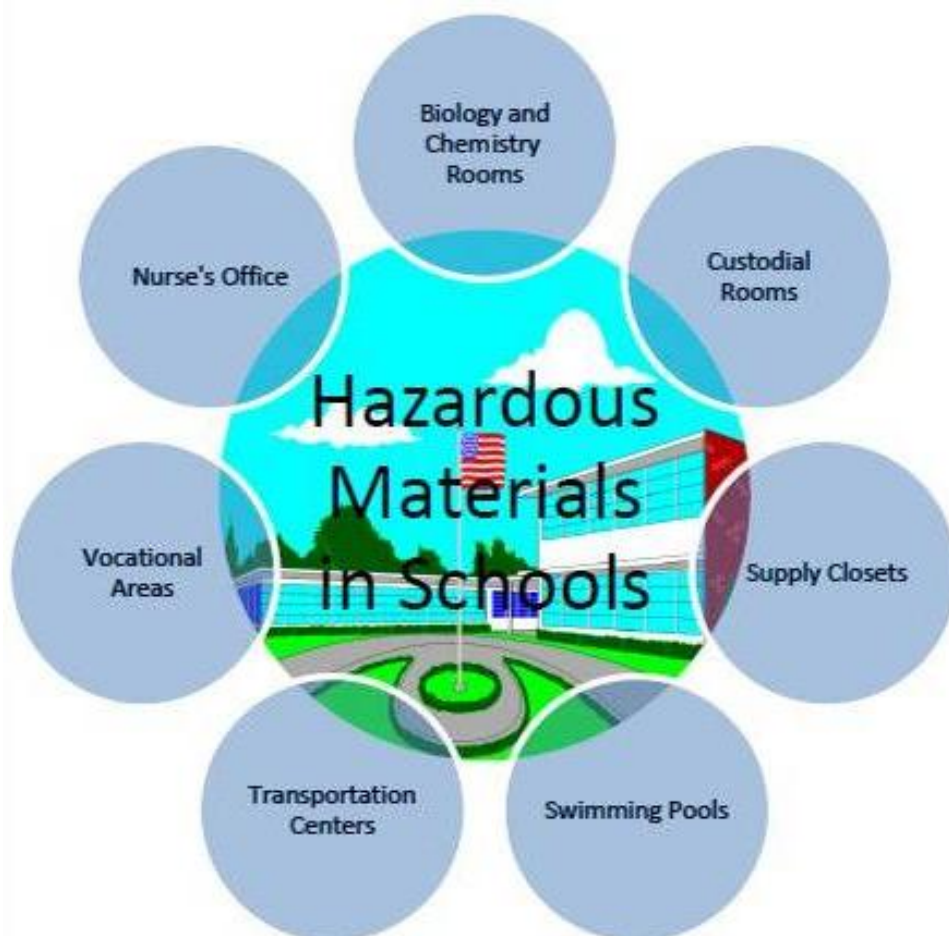 Biology and
Chemistry
Rooms
Custodial
Rooms
Supply Closets
Swimming Pools
Transportation
Centers
Vocational
Areas
Nurse's Office
Hazardous
Materials
in Schools